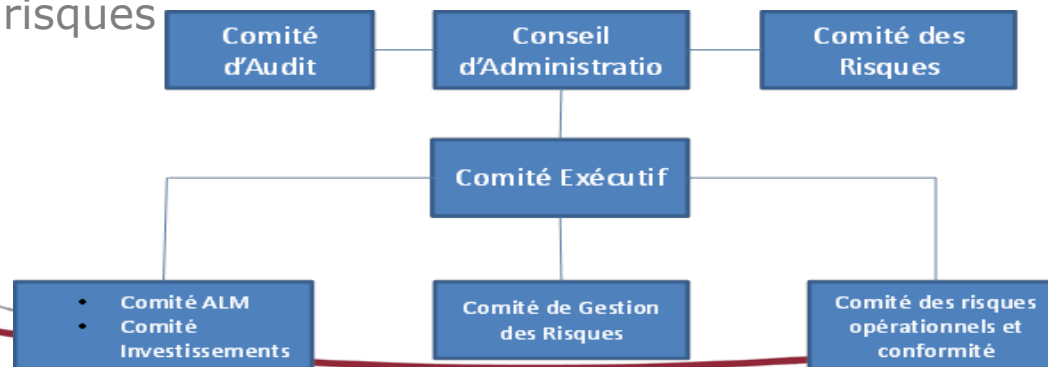 risques
Comité
d'Audit
Conseil
d'Administratio
Comité des
Risques
Comité Exécutif
• Comité ALM
• Comité
Investissements
Comité de Gestion
des Risques
Comité des risques
opérationnels et
conformité